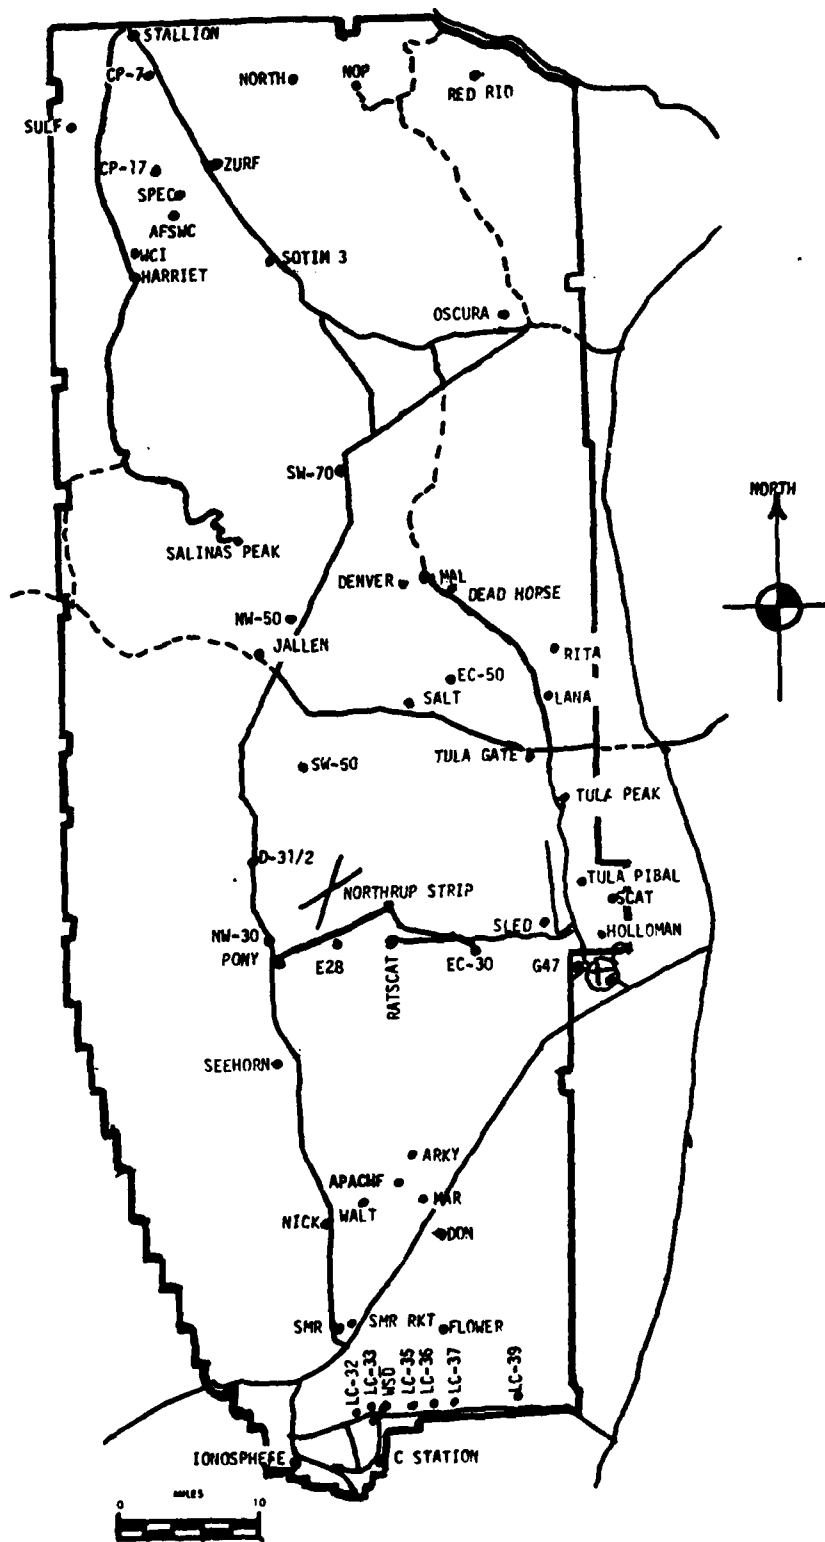 STALLION
CP-7
NORTH
NOP
RED RIO
SULF
CP-17
ZURF
SPEC
AFSWC
WCI
HARRIET
SOTIM 3
OSCURA
SW-70
NORTH
SALINAS PEAK
DENVER
MAL
DEAD HORSE
NW-50
JALLEN
RITA
EC-50
SALT
LANA
TULA GATE
SW-50
TULA PEAK
D-31/2
TULA PIBAL
SCAT
NORTHRUP STRIP
SLED
HOLLOMAN
NW-30
PONY
E28
RATSCAT
EC-30
G47
SEEHORN
ARKY
APACHE
MAR
WALT
NICK
DON
SMR
SMR RKT
FLOWER
LC-32
LC-33
WSD
LC-35
LC-36
LC-37
LC-39
IONOSPHERE
C STATION
0 MILES 10